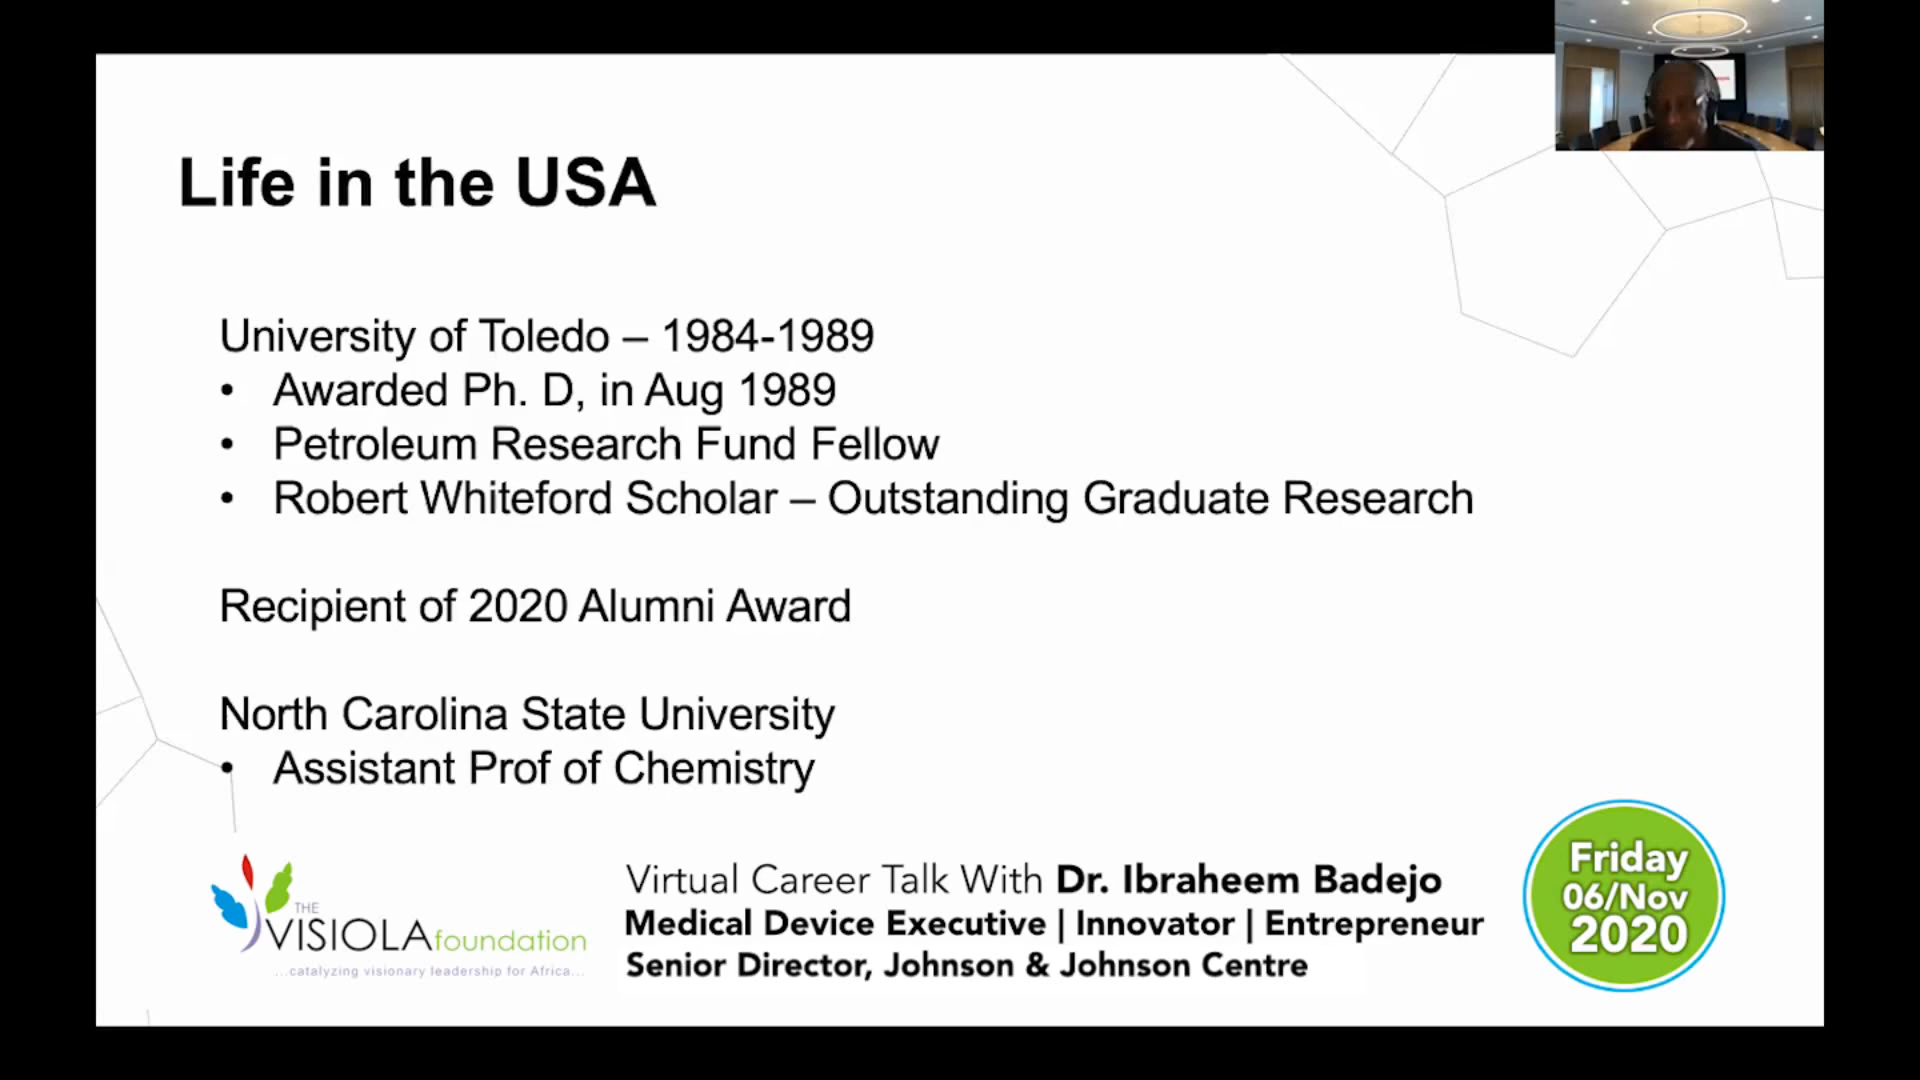 Life in the USA
University of Toledo – 1984-1989
• Awarded Ph. D, in Aug 1989
• Petroleum Research Fund Fellow
• Robert Whiteford Scholar – Outstanding Graduate Research
Recipient of 2020 Alumni Award
North Carolina State University
• Assistant Prof of Chemistry
THE
VISIOLAfoundation
...catalyzing visionary leadership for Africa...
Virtual Career Talk With Dr. Ibraheem Badejo
Medical Device Executive | Innovator | Entrepreneur
Senior Director, Johnson & Johnson Centre
Friday
06/Nov
2020